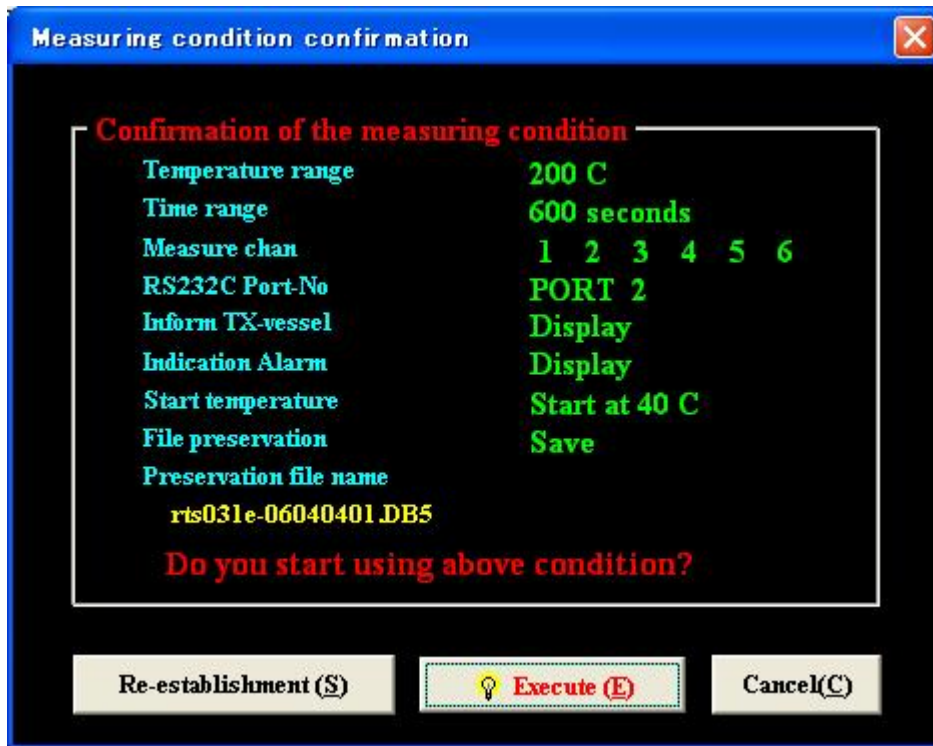 Measuring condition confirmation
Confirmation of the measuring condition
Temperature range 200 C
Time range 600 seconds
Measure chan 1 2 3 4 5 6
RS232C Port-No PORT 2
Inform TX-vessel Display
Indication Alarm Display
Start temperature Start at 40 C
File preservation Save
Preservation file name
rts031e-06040401.DB5
Do you start using above condition?
Re-establishment (S) Execute (E) Cancel(C)